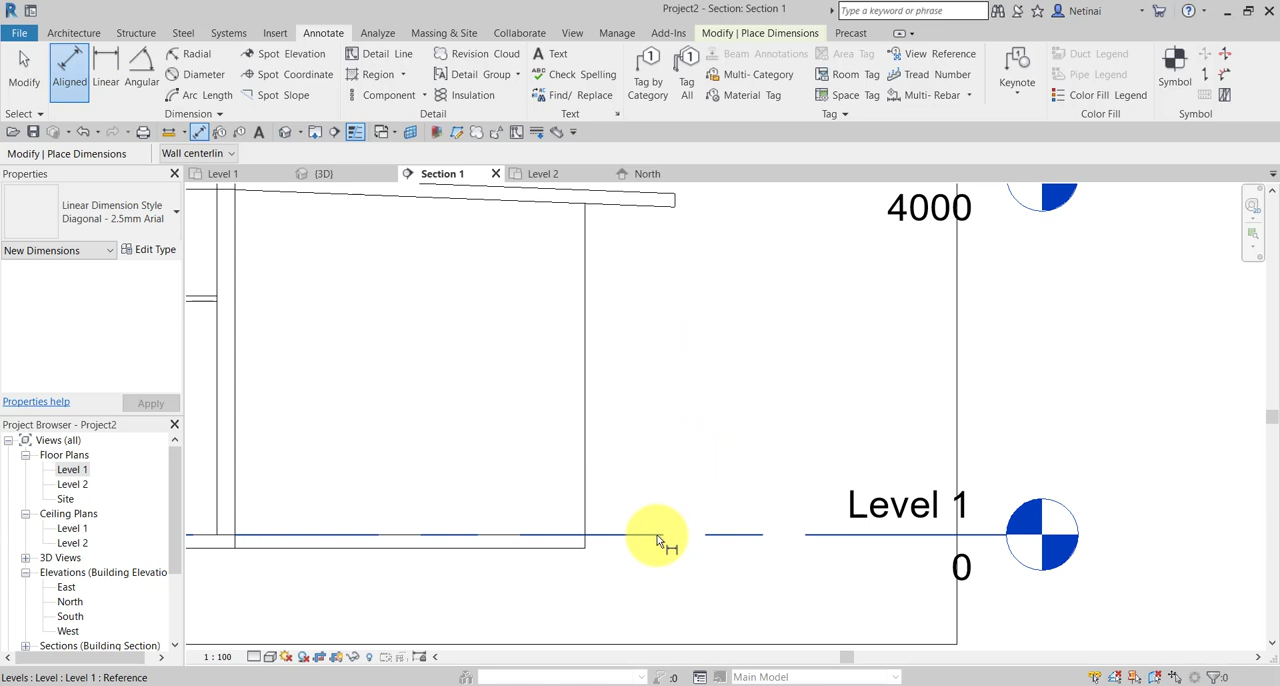 Project2 - Section: Section 1
Type a keyword or phrase
Netinai
File Architecture Structure Steel Systems Insert Annotate Analyze Massing & Site Collaborate View Manage Add-Ins Modify | Place Dimensions Precast
Modify
Aligned
Linear
Angular
Radial
Diameter
Arc Length
Spot Elevation
Spot Coordinate
Spot Slope
Detail Line
Region
Component
Revision Cloud
Detail Group
Insulation
Text
Check Spelling
Find/ Replace
Tag by Category
Tag All
Beam Annotations
Multi- Category
Material Tag
Area Tag
Room Tag
Space Tag
View Reference
Tread Number
Multi- Rebar
Keynote
Duct Legend
Pipe Legend
Color Fill Legend
Symbol
Select
Dimension
Detail
Text
Tag
Color Fill
Symbol
Modify | Place Dimensions
Wall centerlin
Properties
Level 1
{3D}
Section 1
Level 2
North
Linear Dimension Style
Diagonal - 2.5mm Arial
New Dimensions
Edit Type
Properties help
Apply
Project Browser - Project2
Views (all)
Floor Plans
Level 1
Level 2
Site
Ceiling Plans
Level 1
Level 2
3D Views
Elevations (Building Elevatio
East
North
South
West
Sections (Building Section)
4000
Level 1
0
1 : 100
Levels : Level : Level 1 : Reference
:0
Main Model
:0